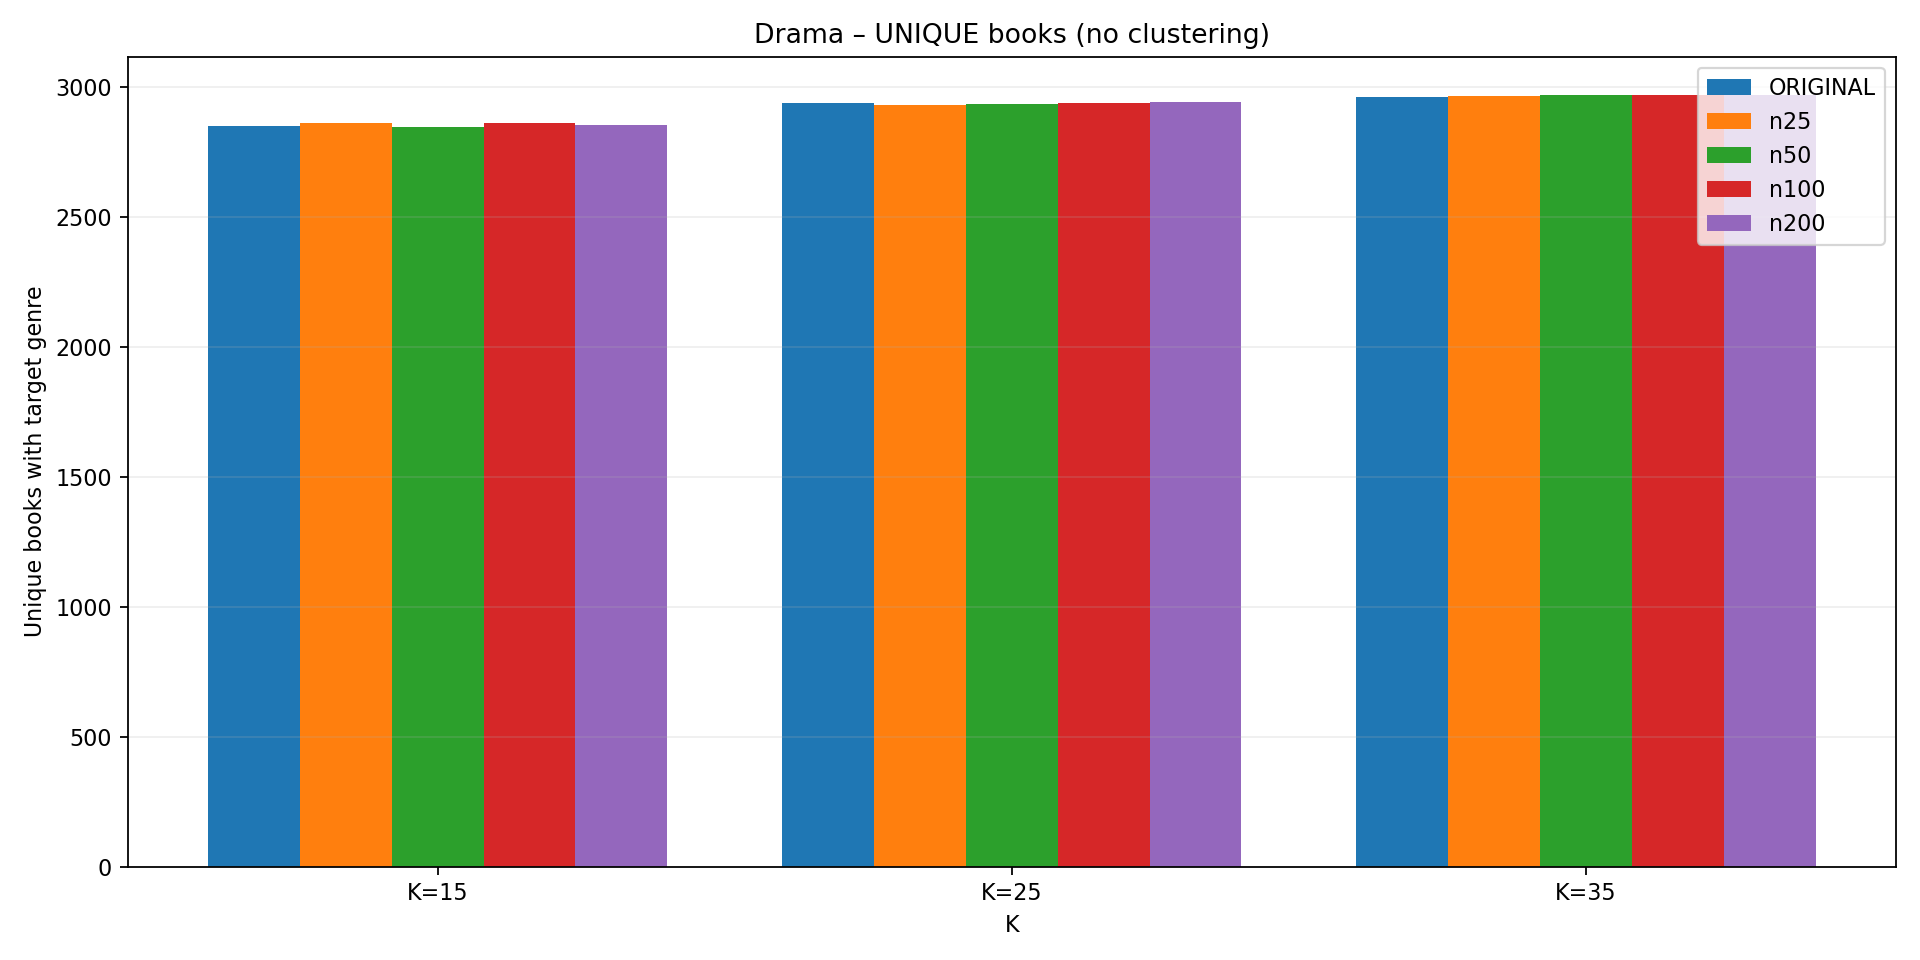 Drama – UNIQUE books (no clustering)
Unique books with target genre
3000
2500
2000
1500
1000
500
0
K=15
K=25
K=35
K
ORIGINAL
n25
n50
n100
n200